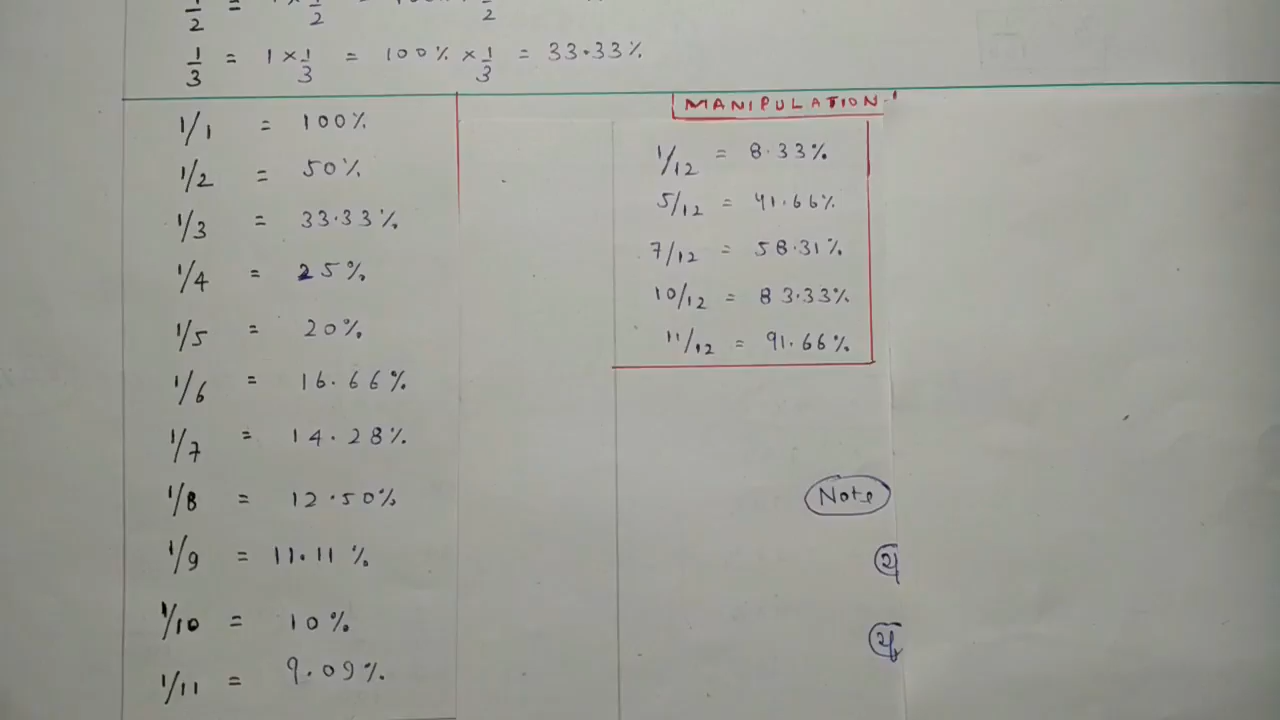 1/2 =
1/3 = 1 × 1/3 = 100% × 1/3 = 33.33%
1/1 = 100%
1/2 = 50%
1/3 = 33.33%
1/4 = 25%
1/5 = 20%
1/6 = 16.66%
1/7 = 14.28%
1/8 = 12.50%
1/9 = 11.11%
1/10 = 10%
1/11 = 9.09%
MANIPULATION
1/12 = 8.33%
5/12 = 41.66%
7/12 = 58.31%
10/12 = 83.33%
11/12 = 91.66%
Note